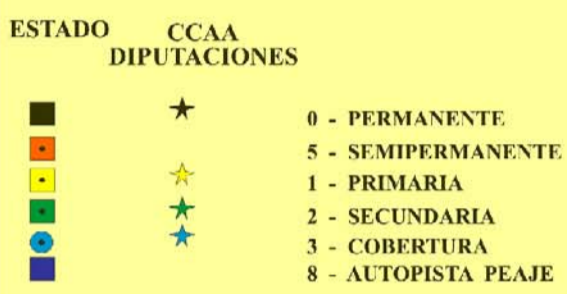 ESTADO CCAA
DIPUTACIONES
0 - PERMANENTE
5 - SEMIPERMANENTE
1 - PRIMARIA
2 - SECUNDARIA
3 - COBERTURA
8 - AUTOPISTA PEAJE